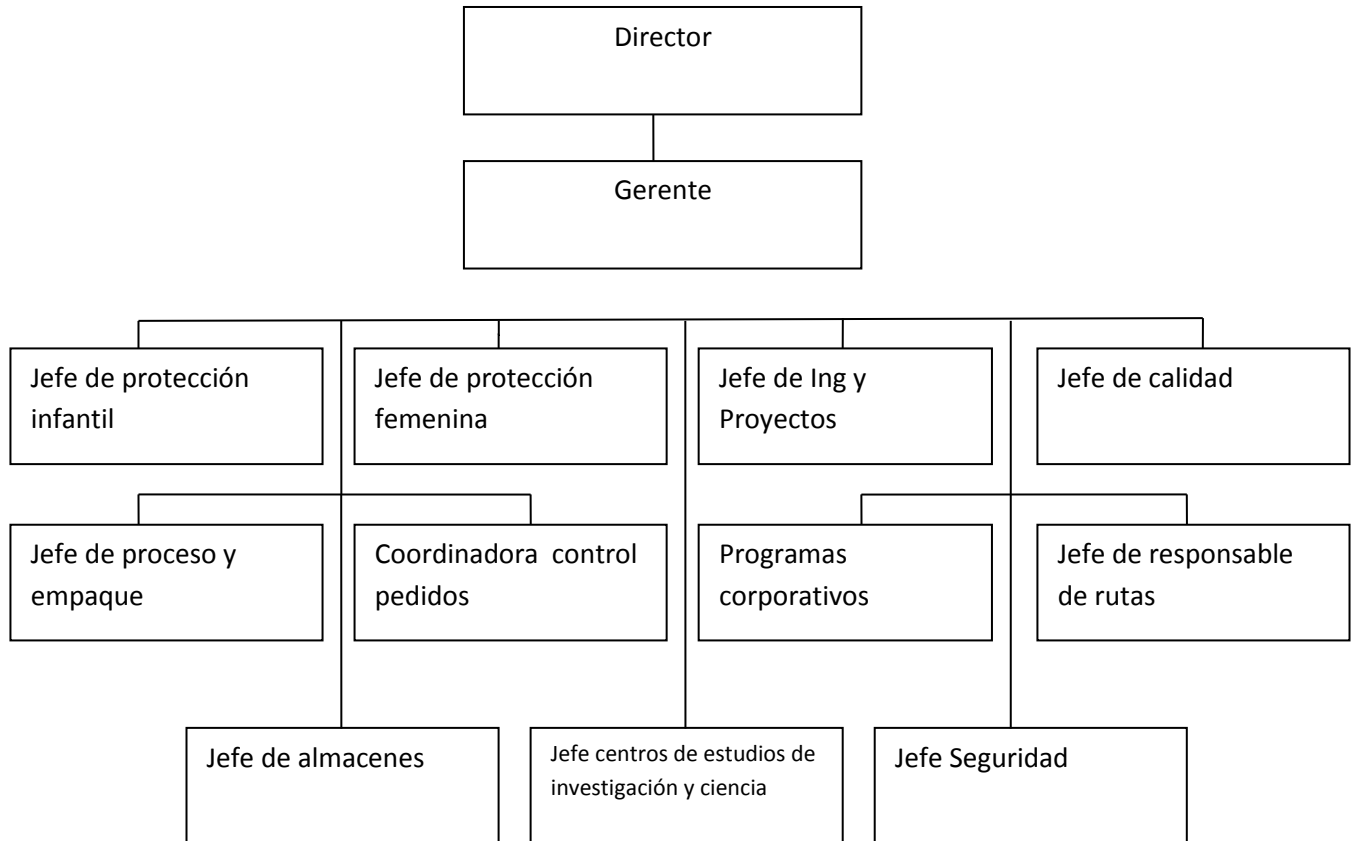 Director
Gerente
Jefe de protección
infantil
Jefe de protección
femenina
Jefe de Ing y
Proyectos
Jefe de calidad
Jefe de proceso y
empaque
Coordinadora control
pedidos
Programas
corporativos
Jefe de responsable
de rutas
Jefe de almacenes
Jefe centros de estudios de
investigación y ciencia
Jefe Seguridad